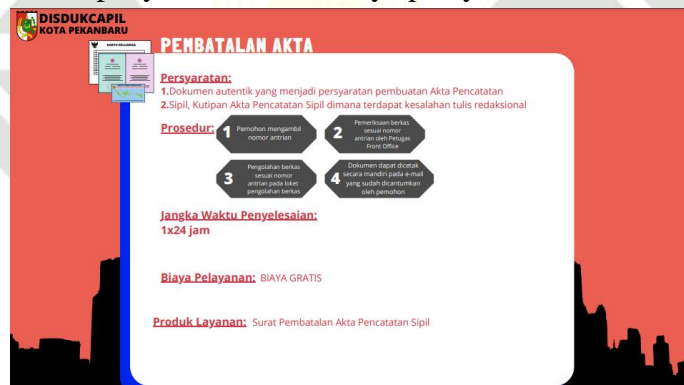 DISDUKCAPIL
KOTA PEKANBARU
KARTU KELUARGA
PEMBATALAN AKTA
Persyaratan:
1.Dokumen autentik yang menjadi persyaratan pembuatan Akta Pencatatan
2.Sipil, Kutipan Akta Pencatatan Sipil dimana terdapat kesalahan tulis redaksional
Prosedur:
1 Pemohon mengambil
nomor antrian
2 Pemeriksaan berkas
sesuai nomor
antrian oleh Petugas
Front Office
3 Pengolahan berkas
sesuai nomor
antrian pada loket
pengolahan berkas
4 Dokumen dapat dicetak
secara mandiri pada e-mail
yang sudah dicantumkan
oleh pemohon
Jangka Waktu Penyelesaian:
1x24 jam
Biaya Pelayanan: BIAYA GRATIS
Produk Layanan: Surat Pembatalan Akta Pencatatan Sipil